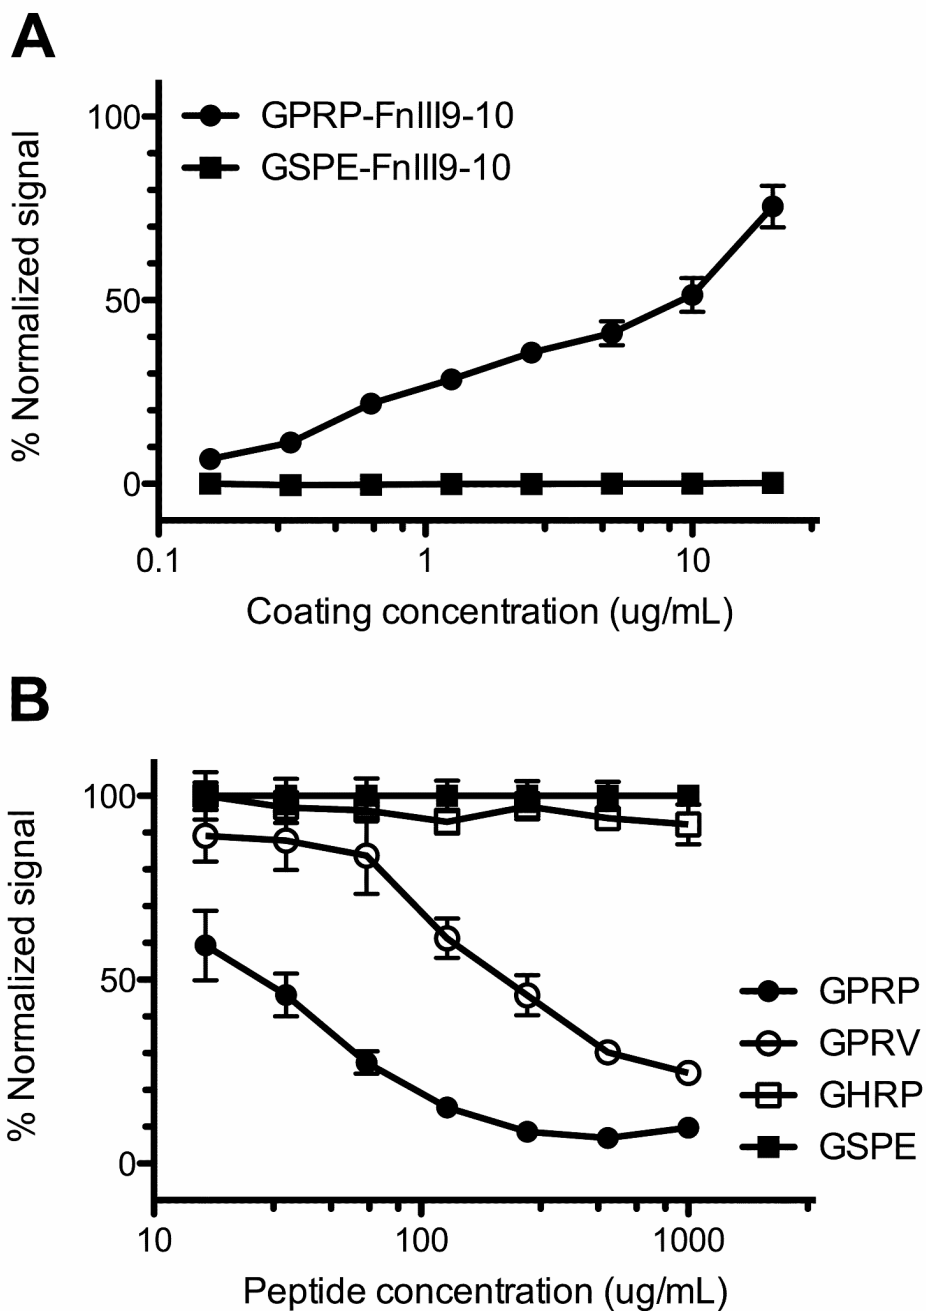 A
% Normalized signal
100
50
0
GPRP-FnIII9-10
GSPE-FnIII9-10
0.1 1 10
Coating concentration (ug/mL)
B
% Normalized signal
100
50
0
GPRP
GPRV
GHRP
GSPE
10 100 1000
Peptide concentration (ug/mL)